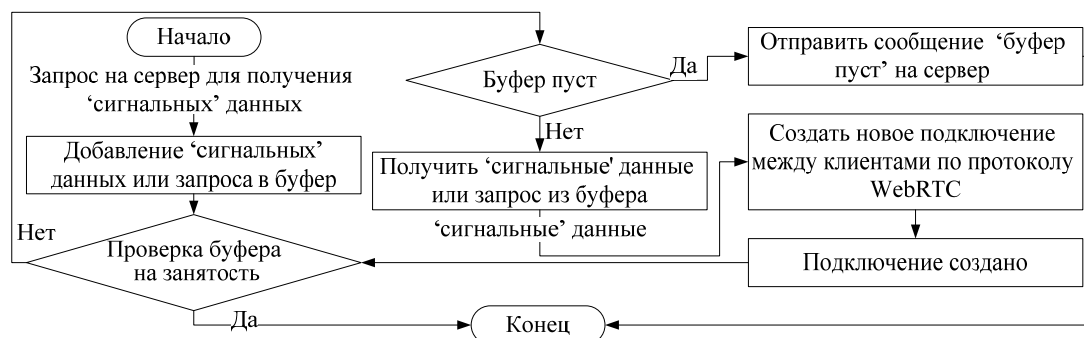 Начало
Запрос на сервер для получения
‘сигнальных’ данных
Добавление ‘сигнальных’
данных или запроса в буфер
Нет
Проверка буфера
на занятость
Да
Буфер пуст
Да
Нет
Получить ‘сигнальные' данные
или запрос из буфера
‘сигнальные’ данные
Отправить сообщение ‘буфер
пуст’ на сервер
Создать новое подключение
между клиентами по протоколу
WebRTC
Подключение создано
Конец